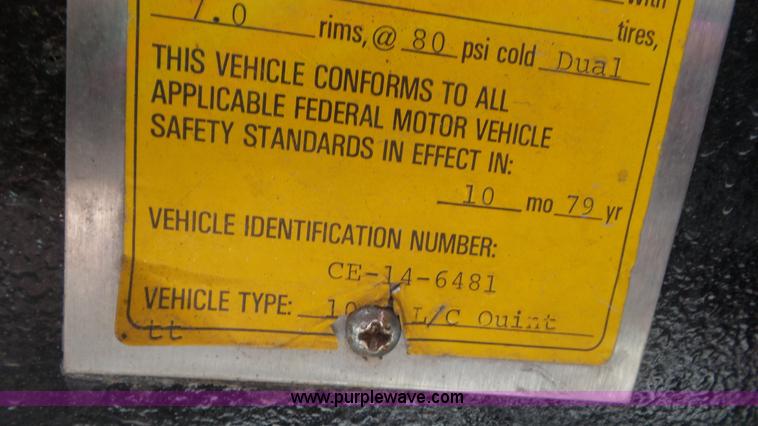 with
7.0 rims, @ 80 psi cold Dual tires,
THIS VEHICLE CONFORMS TO ALL
APPLICABLE FEDERAL MOTOR VEHICLE
SAFETY STANDARDS IN EFFECT IN:
10 mo 79 yr
VEHICLE IDENTIFICATION NUMBER:
CE-14-6481
VEHICLE TYPE: L/C Quint
tt
www.purplewave.com